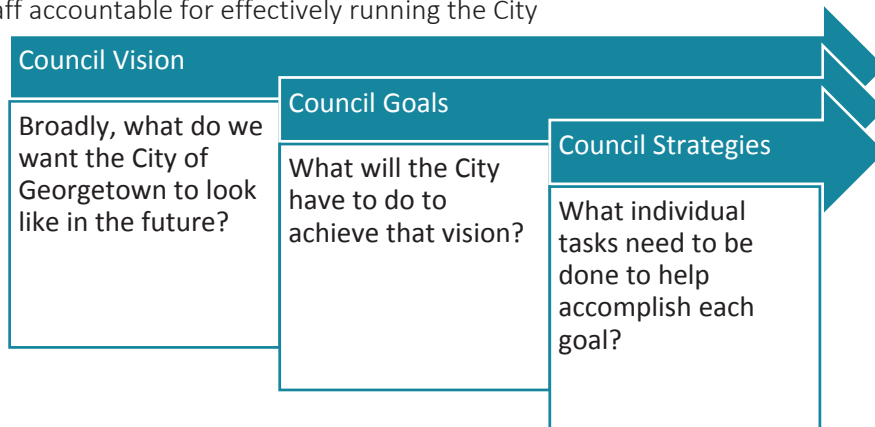 accountable for effectively running the City
Council Vision
Broadly, what do we
want the City of
Georgetown to look
like in the future?
Council Goals
What will the City
have to do to
achieve that vision?
Council Strategies
What individual
tasks need to be
done to help
accomplish each
goal?